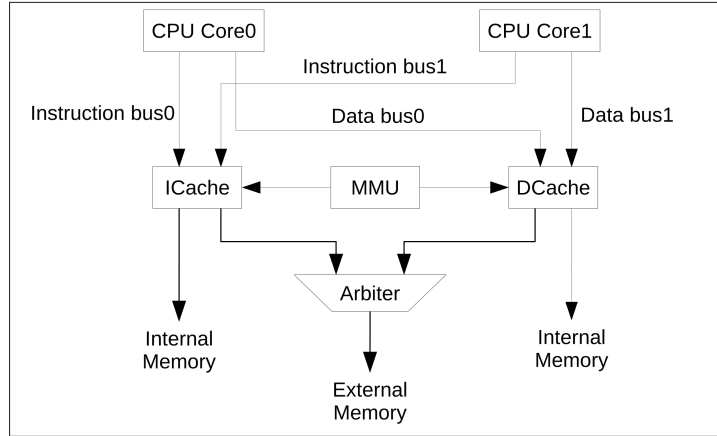 CPU Core0
CPU Core1
Instruction bus1
Instruction bus0
Data bus0
Data bus1
ICache
MMU
DCache
Arbiter
Internal
Memory
Internal
Memory
External
Memory